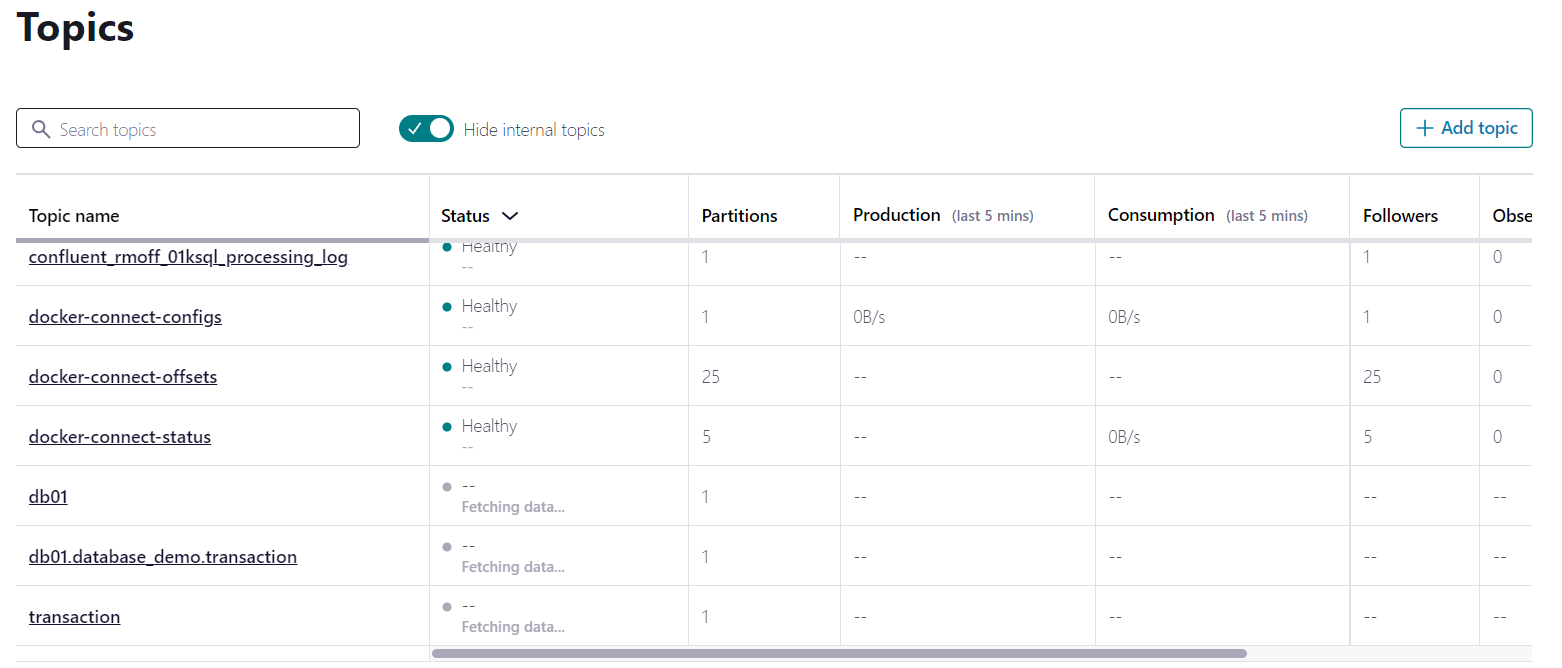 Topics
Search topics
Hide internal topics
Add topic
Topic name Status Partitions Production (last 5 mins) Consumption (last 5 mins) Followers Obse
confluent_rmoff_01ksql_processing_log Healthy -- 1 -- -- 1 0
docker-connect-configs Healthy -- 1 0B/s 0B/s 1 0
docker-connect-offsets Healthy -- 25 -- -- 25 0
docker-connect-status Healthy -- 5 -- 0B/s 5 0
db01 -- Fetching data... 1 -- -- -- --
db01.database_demo.transaction -- Fetching data... 1 -- -- -- --
transaction -- Fetching data... 1 -- -- -- --